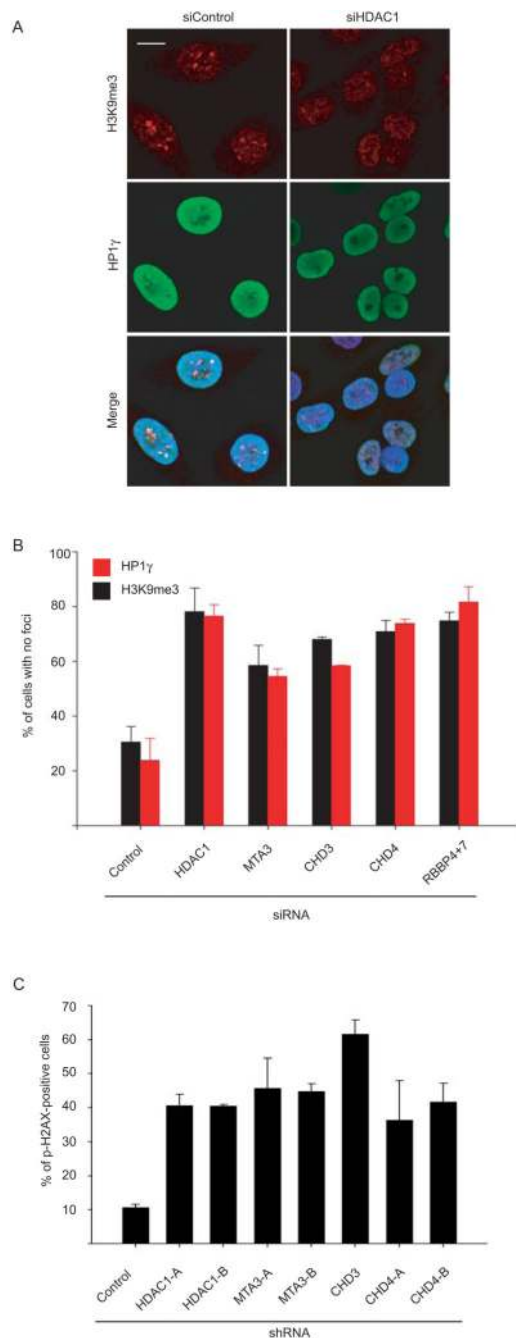 A
siControl
siHDAC1
H3K9me3
HP1γ
Merge
B
100
80
60
40
20
% of cells with no foci
HP1γ
H3K9me3
Control
HDAC1
MTA3
CHD3
CHD4
RBBP4+7
siRNA
C
70
60
50
40
30
20
10
% of p-H2AX-positive cells
Control
HDAC1-A
HDAC1-B
MTA3-A
MTA3-B
CHD3
CHD4-A
CHD4-B
shRNA